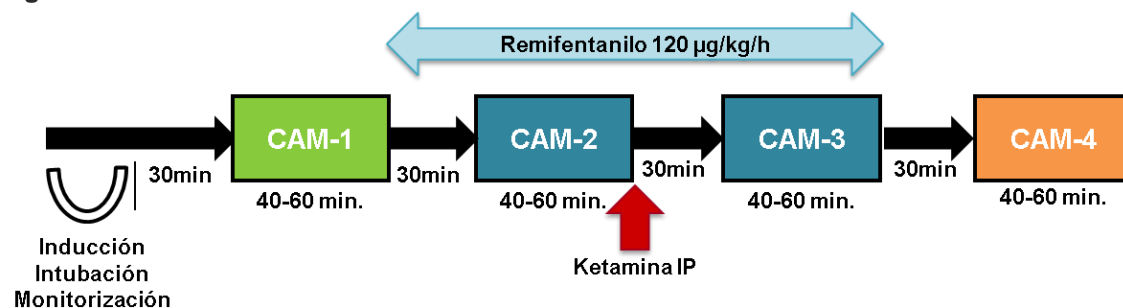 Remifentanilo 120 µg/kg/h
CAM-1
CAM-2
CAM-3
CAM-4
30min
30min
30min
30min
40-60 min.
40-60 min.
40-60 min.
40-60 min.
Inducción
Intubación
Monitorización
Ketamina IP